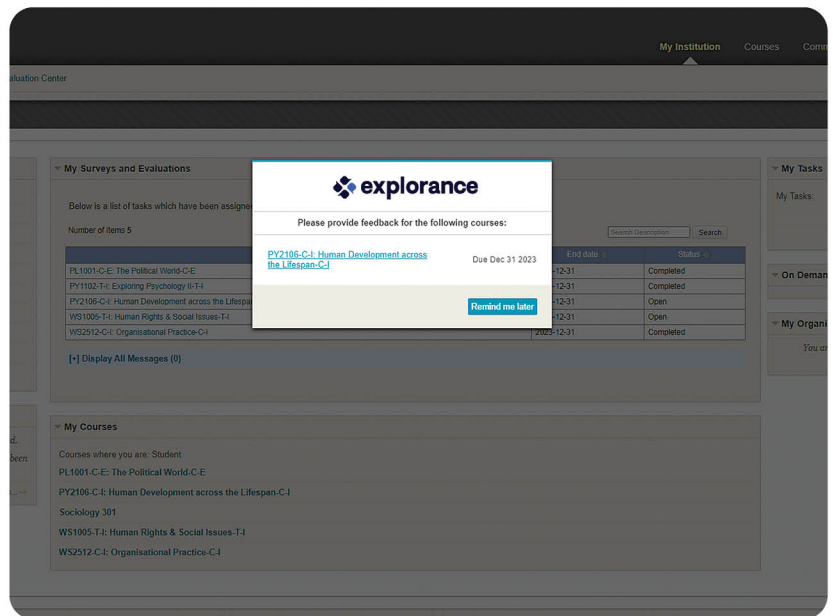 My Institution
Courses
Comm
aluation Center
My Surveys and Evaluations
Below is a list of tasks which have been assigne
Number of Items 5
Search Description
Search
End date
Status
PL1001-C-E: The Political World-C-E
-12-31
Completed
PY1102-T-I: Exploring Psychology II-T-I
-12-31
Completed
PY2106-C-I: Human Development across the Lifespa
-12-31
Open
WS1005-T-I: Human Rights & Social Issues-T-I
-12-31
Open
WS2512-C-I: Organisational Practice-C-I
2023-12-31
Completed
[+] Display All Messages (0)
explorance
Please provide feedback for the following courses:
PY2106-C-I: Human Development across
the Lifespan-C-I
Due Dec 31 2023
Remind me later
My Tasks
My Tasks:
On Deman
My Organi
You ar
d.
been
...
My Courses
Courses where you are: Student
PL1001-C-E: The Political World-C-E
PY2106-C-I: Human Development across the Lifespan-C-I
Sociology 301
WS1005-T-I: Human Rights & Social Issues-T-I
WS2512-C-I: Organisational Practice-C-I